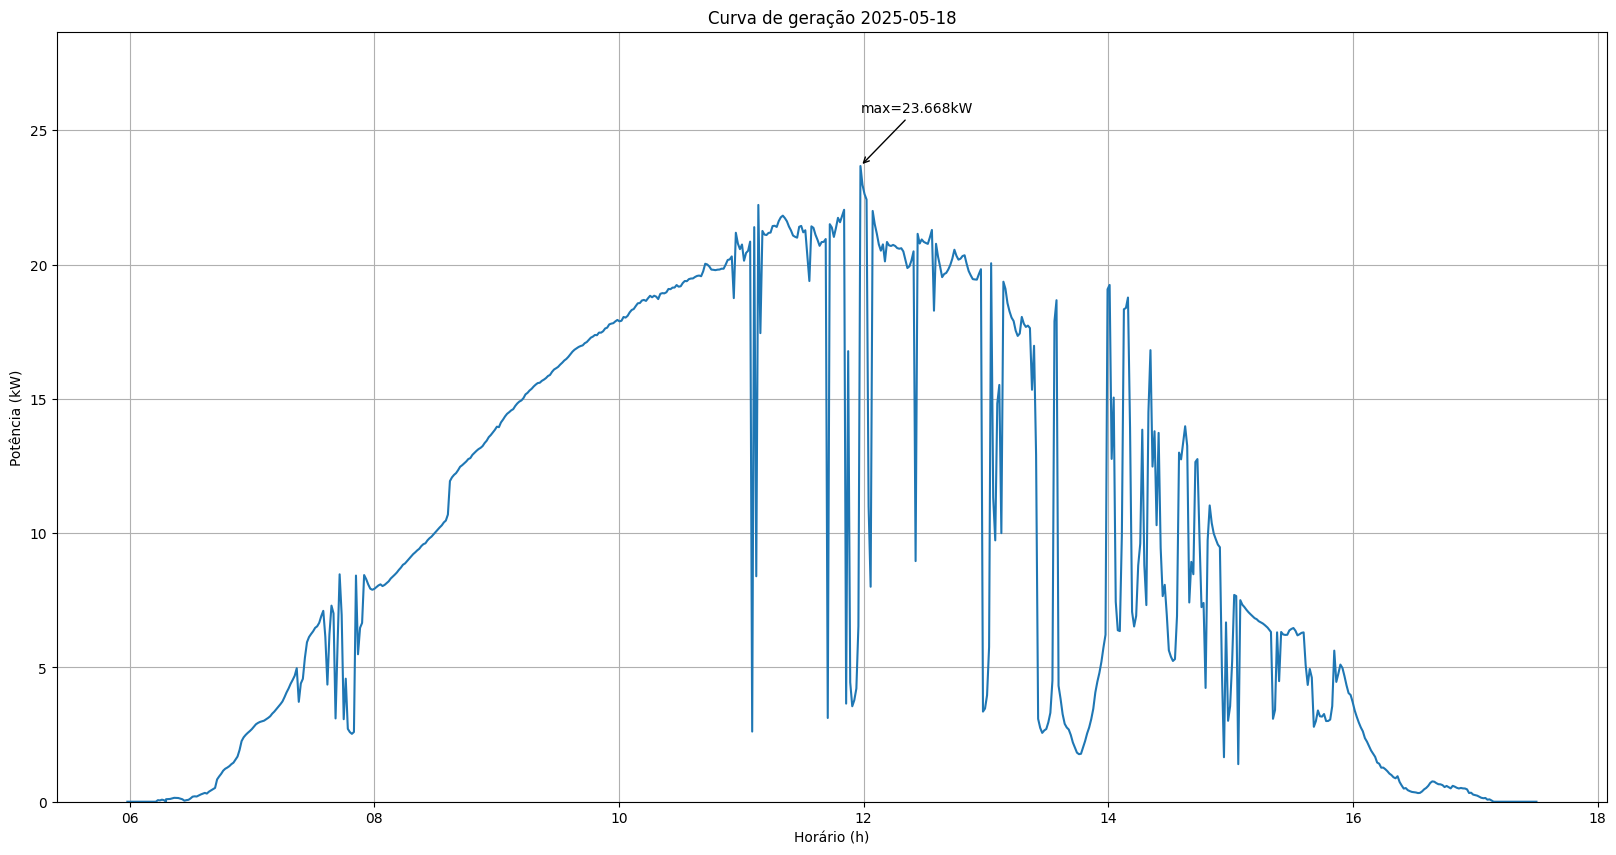 Curva de geração 2025-05-18
max=23.668kW
Potência (kW)
25
20
15
10
5
0
06 08 10 12 14 16 18
Horário (h)